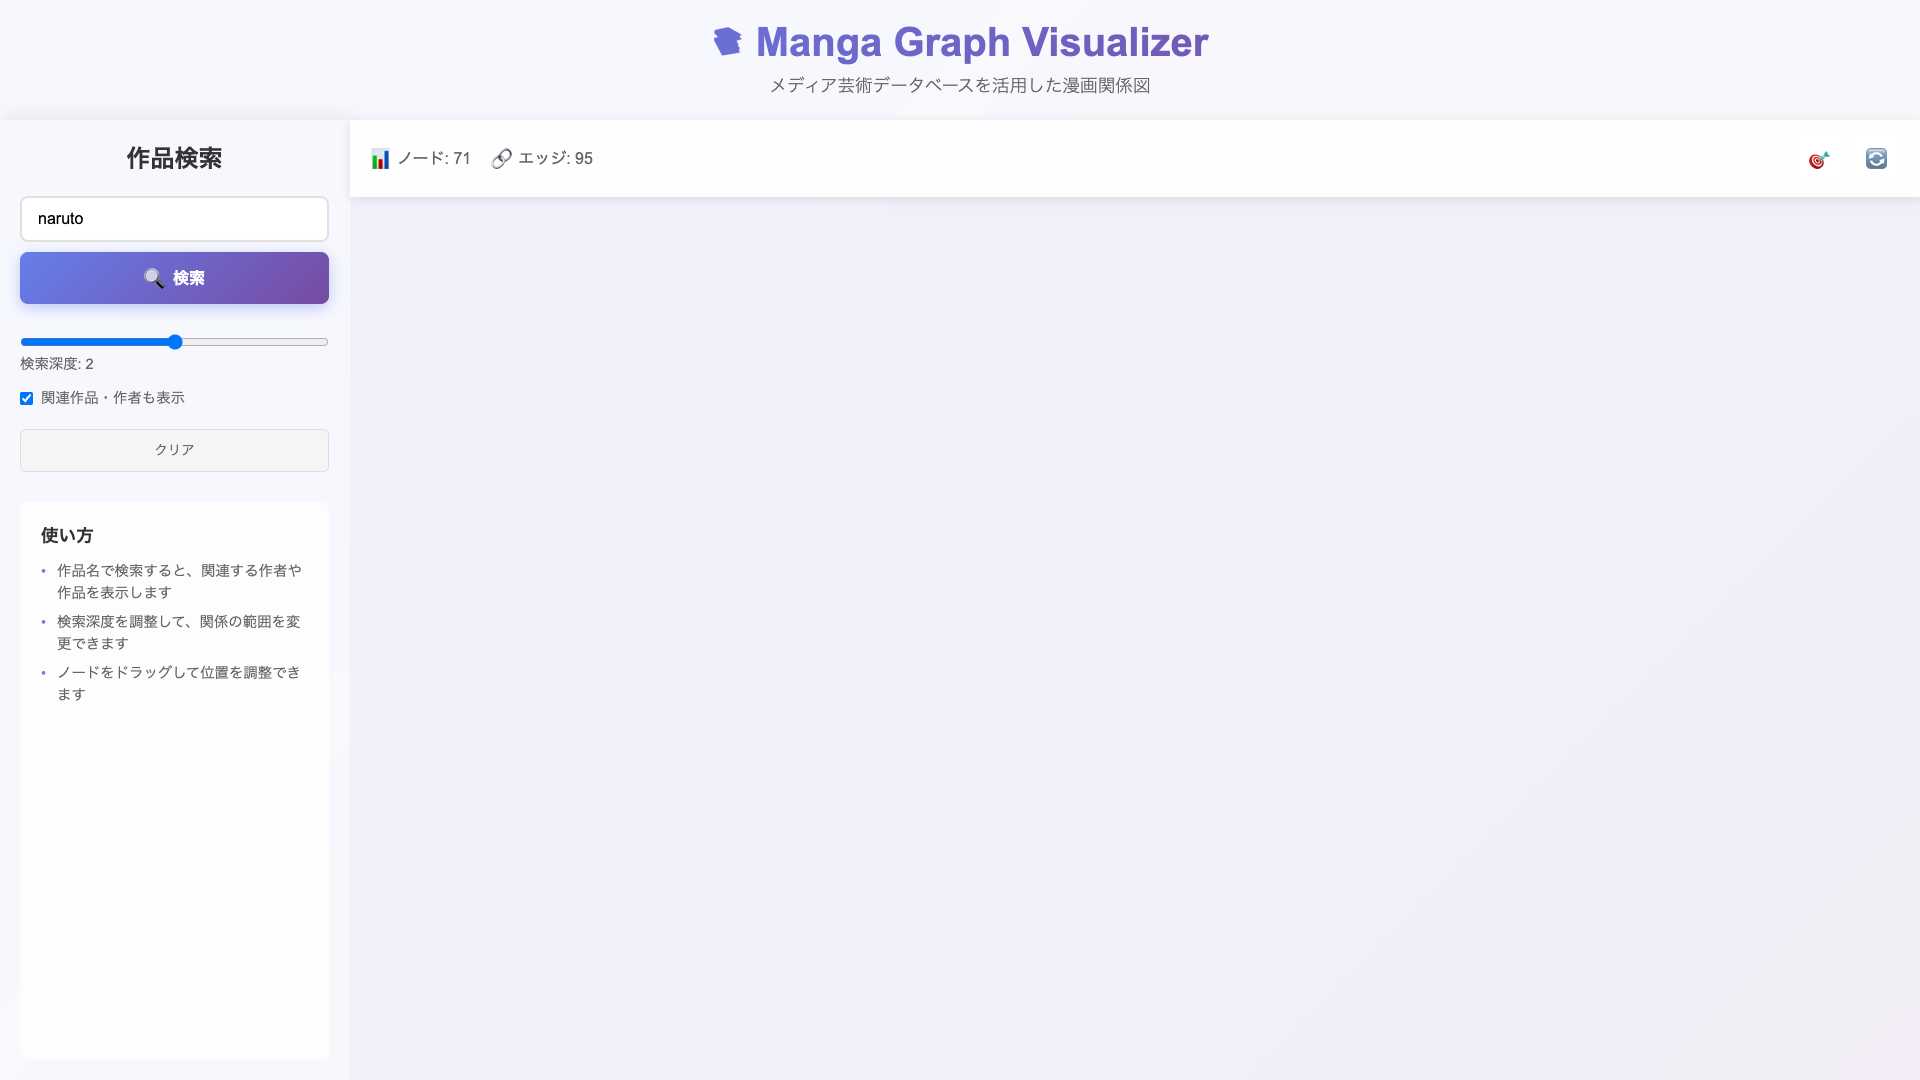 Manga Graph Visualizer
メディア芸術データベースを活用した漫画関係図
作品検索
naruto
検索
検索深度: 2
関連作品・作者も表示
クリア
使い方
• 作品名で検索すると、関連する作者や
作品を表示します
• 検索深度を調整して、関係の範囲を変
更できます
• ノードをドラッグして位置を調整でき
ます
ノード: 71 エッジ: 95